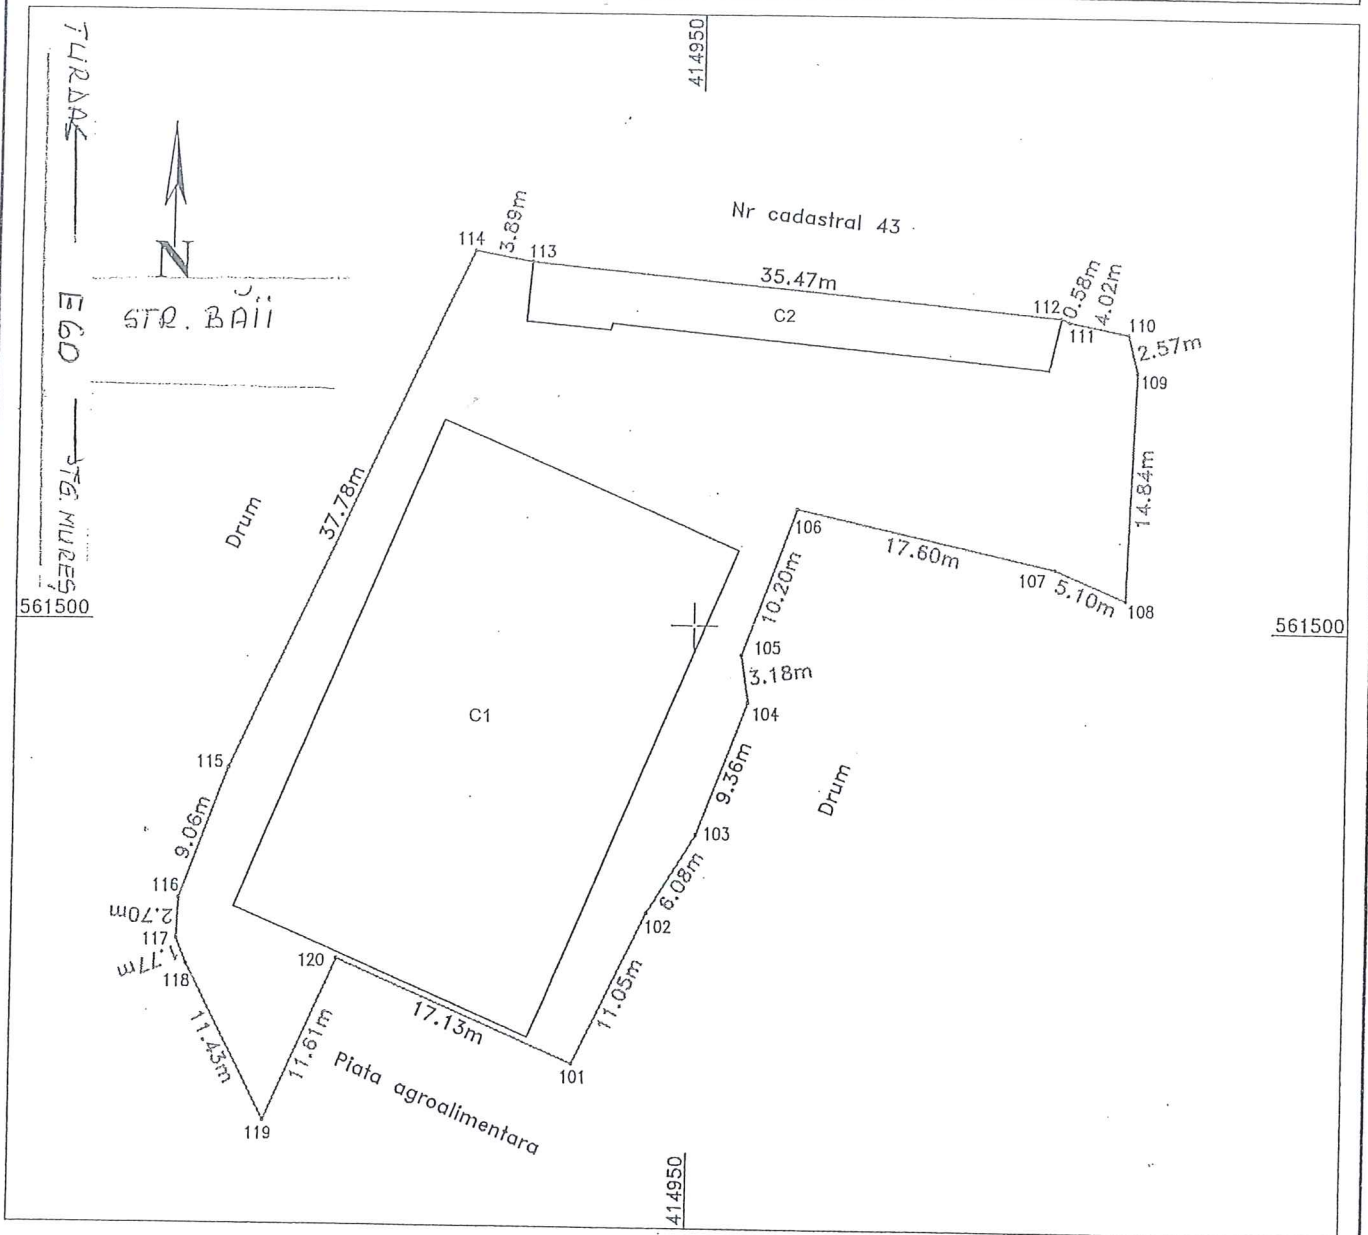 414950
TURDA
N
STR. BĂII
E60
TG. MUREȘ
Nr cadastral 43
114
3.89m
113
35.47m
C2
112
0.58m
4.02m
111
110
2.57m
109
14.84m
106
17.60m
107
5.10m
108
10.20m
37.78m
Drum
561500
561500
105
3.18m
104
C1
9.36m
Drum
115
9.06m
103
6.08m
116
2.70m
117
1.77m
118
102
11.05m
120
11.43m
11.61m
17.13m
101
Piata agroalimentara
119
414950